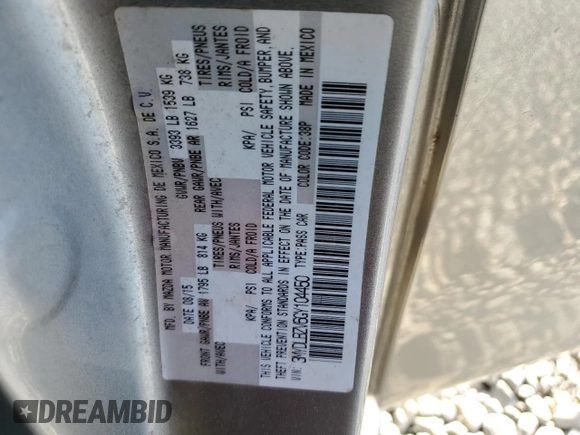 MFD. BY MAZDA MOTOR MANUFACTURING DE MEXICO S.A. DE C.V.
DATE 08/15 GVWR/PNBV 3393 LB 1539 KG
FRONT GAWR/PNBE AV 1795 LB 814 KG REAR GAWR/PNBE AR 1627 LB 738 KG
WITH/AVEC TIRES/PNEUS WITH/AVEC TIRES/PNEUS
RIMS/JANTES RIMS/JANTES
KPA/ PSI COLD/A FROID KPA/ PSI COLD/A FROID
THIS VEHICLE CONFORMS TO ALL APPLICABLE FEDERAL MOTOR VEHICLE SAFETY, BUMPER, AND
THEFT PREVENTION STANDARDS IN EFFECT ON THE DATE OF MANUFACTURE SHOWN ABOVE.
VIN: 3MYDLBZV6GY104460 TYPE:PASS CAR COLOR CODE:38P MADE IN MEXICO
DREAMBID